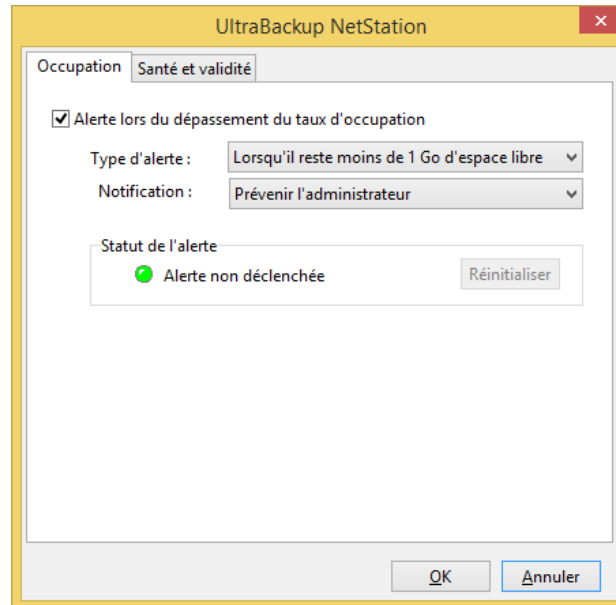 UltraBackup NetStation
Occupation Santé et validité
Alerte lors du dépassement du taux d'occupation
Type d'alerte : Lorsqu'il reste moins de 1 Go d'espace libre
Notification : Prévenir l'administrateur
Statut de l'alerte
Alerte non déclenchée Réinitialiser
OK Annuler